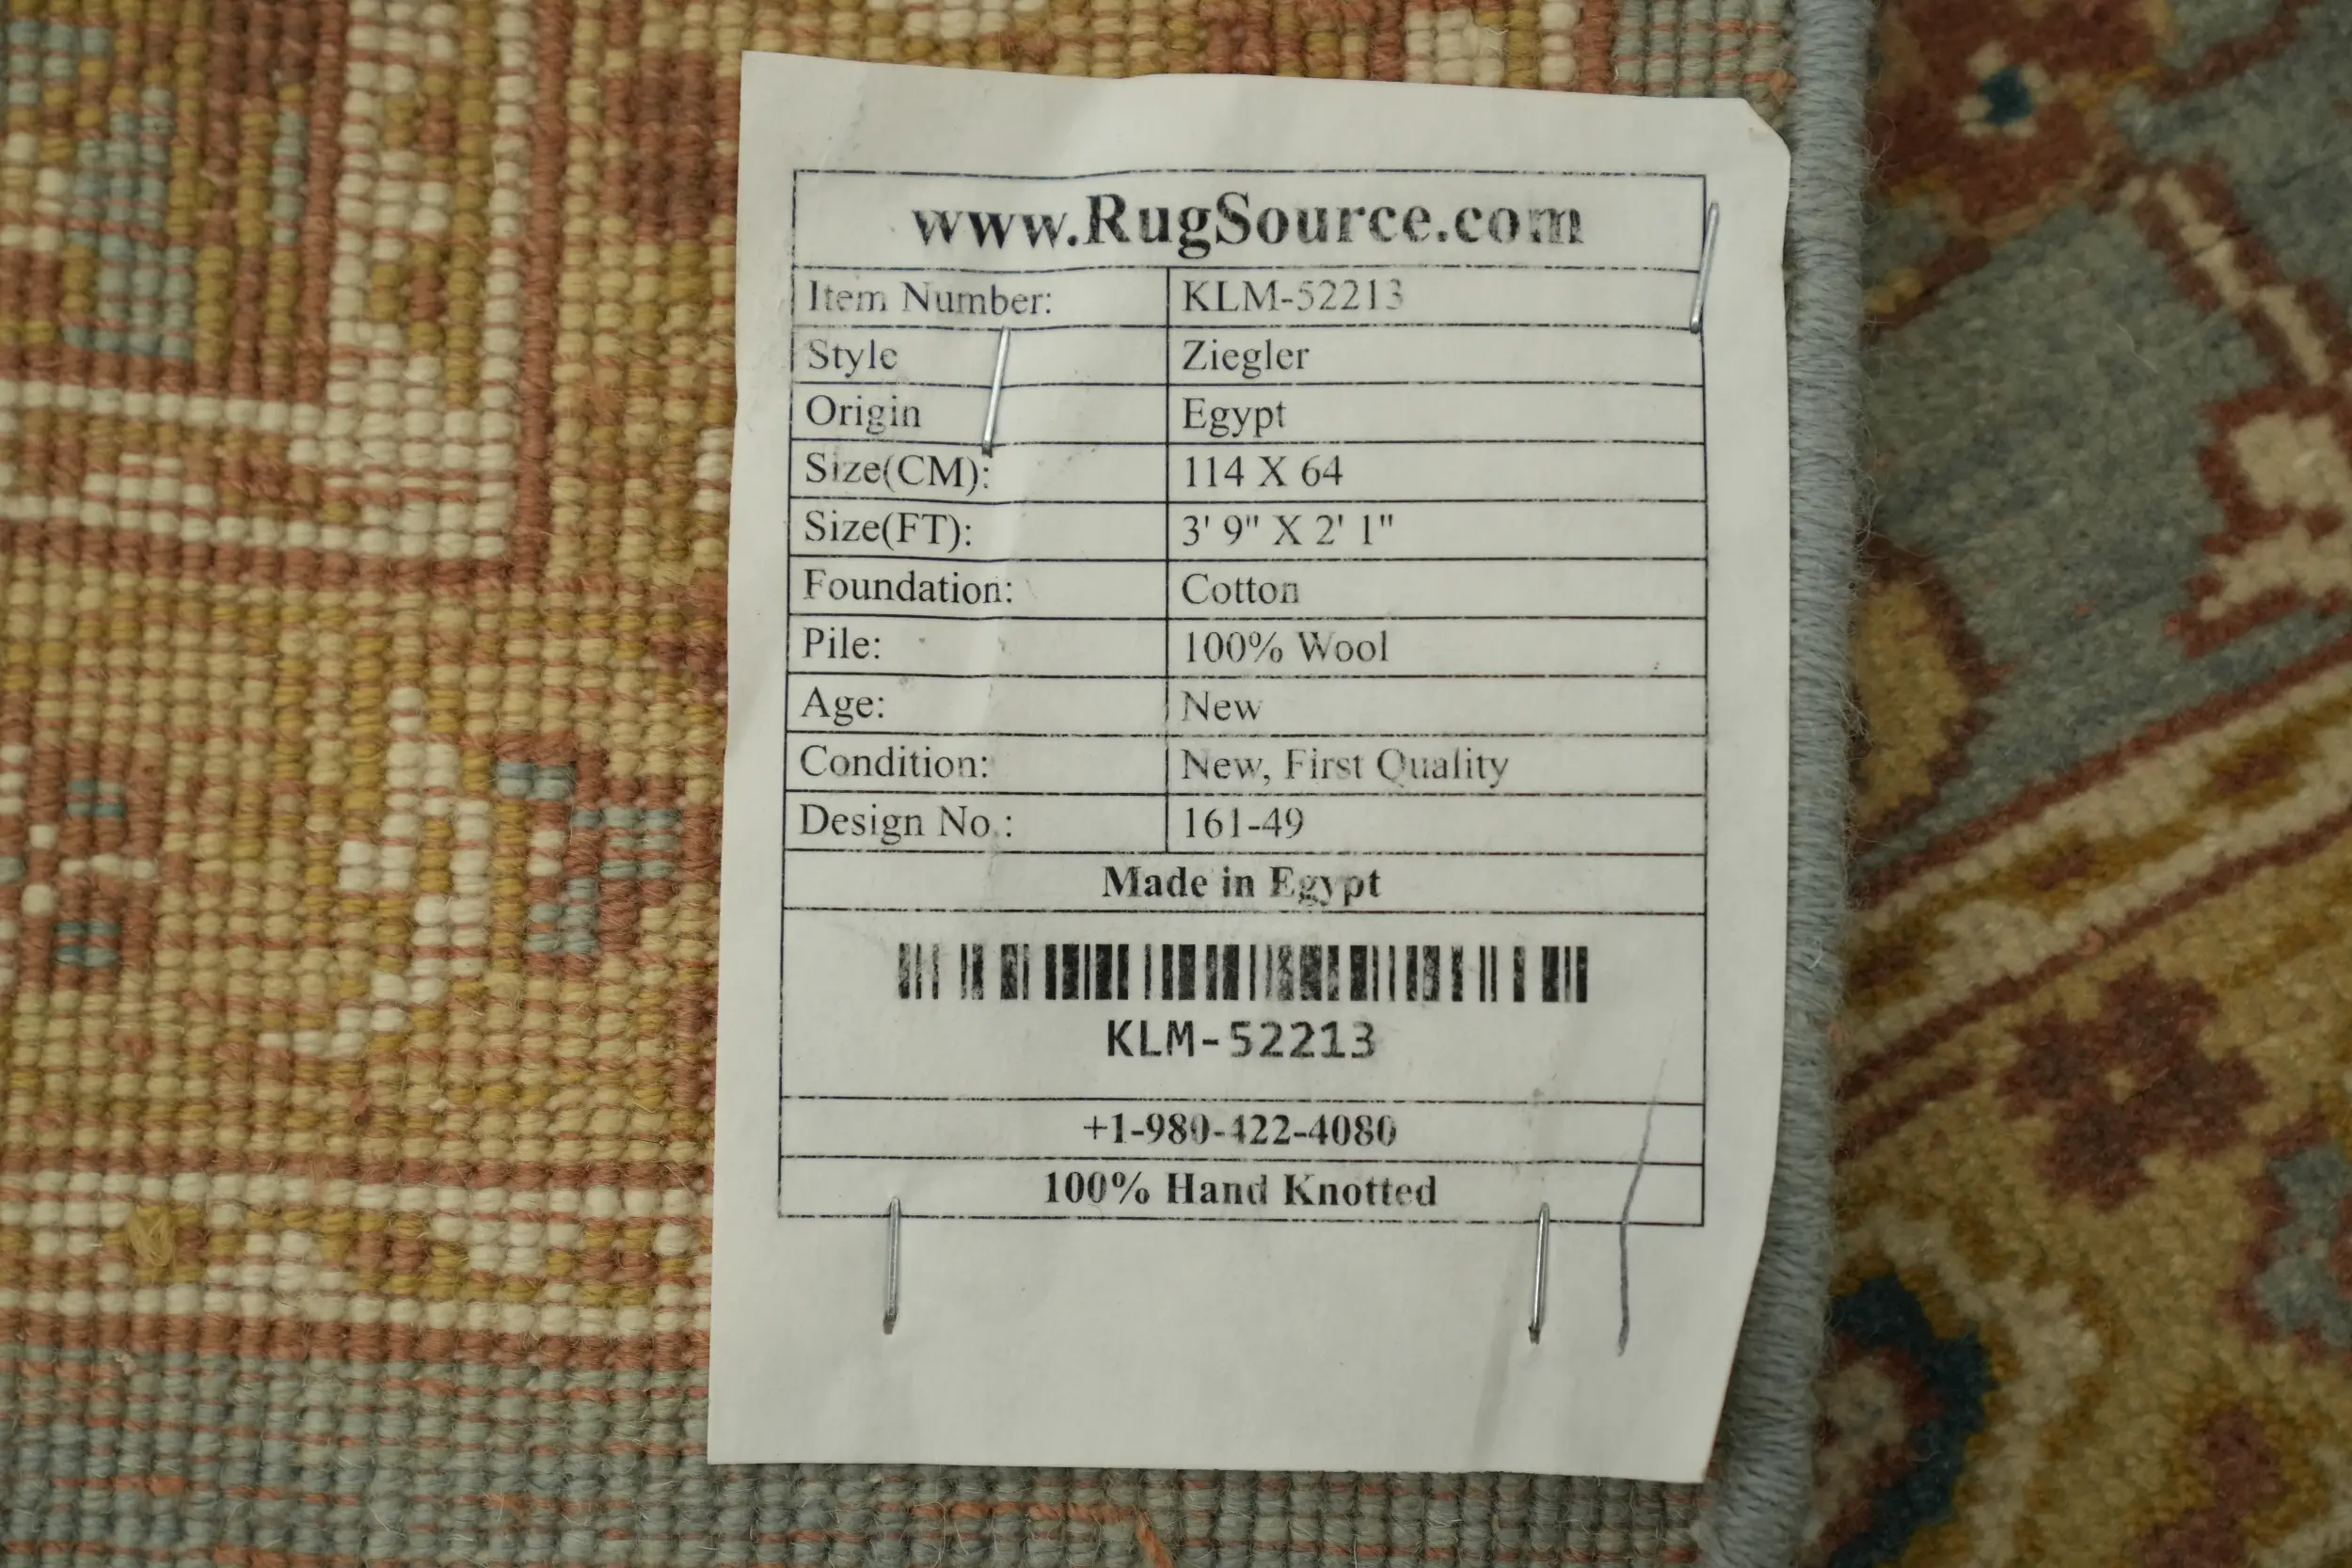 www.RugSource.com
Item Number: KLM-52213
Style Ziegler
Origin Egypt
Size(CM): 114 X 64
Size(FT): 3' 9" X 2' 1"
Foundation: Cotton
Pile: 100% Wool
Age: New
Condition: New, First Quality
Design No.: 161-49
Made in Egypt
KLM-52213
+1-980-422-4080
100% Hand Knotted